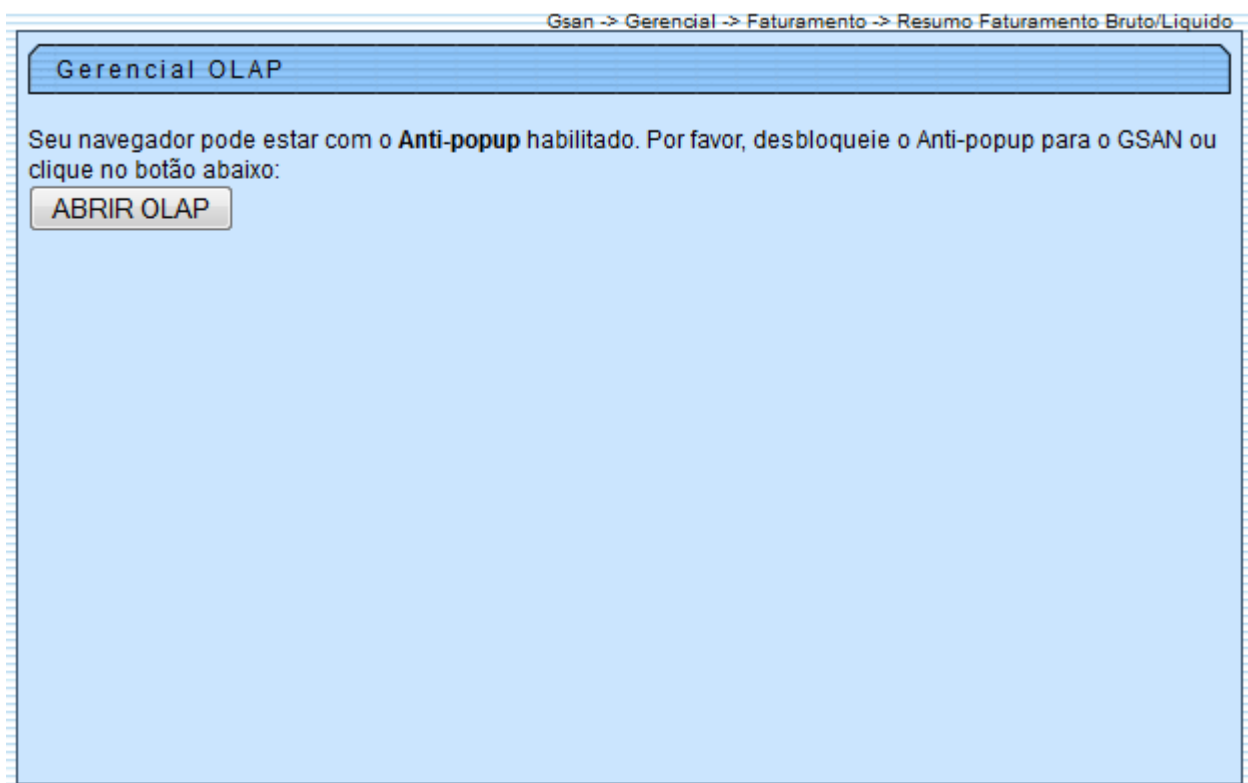 Gsan -> Gerencial -> Faturamento -> Resumo Faturamento Bruto/Liquido
Gerencial OLAP
Seu navegador pode estar com o Anti-popup habilitado. Por favor, desbloqueie o Anti-popup para o GSAN ou
clique no botão abaixo:
ABRIR OLAP